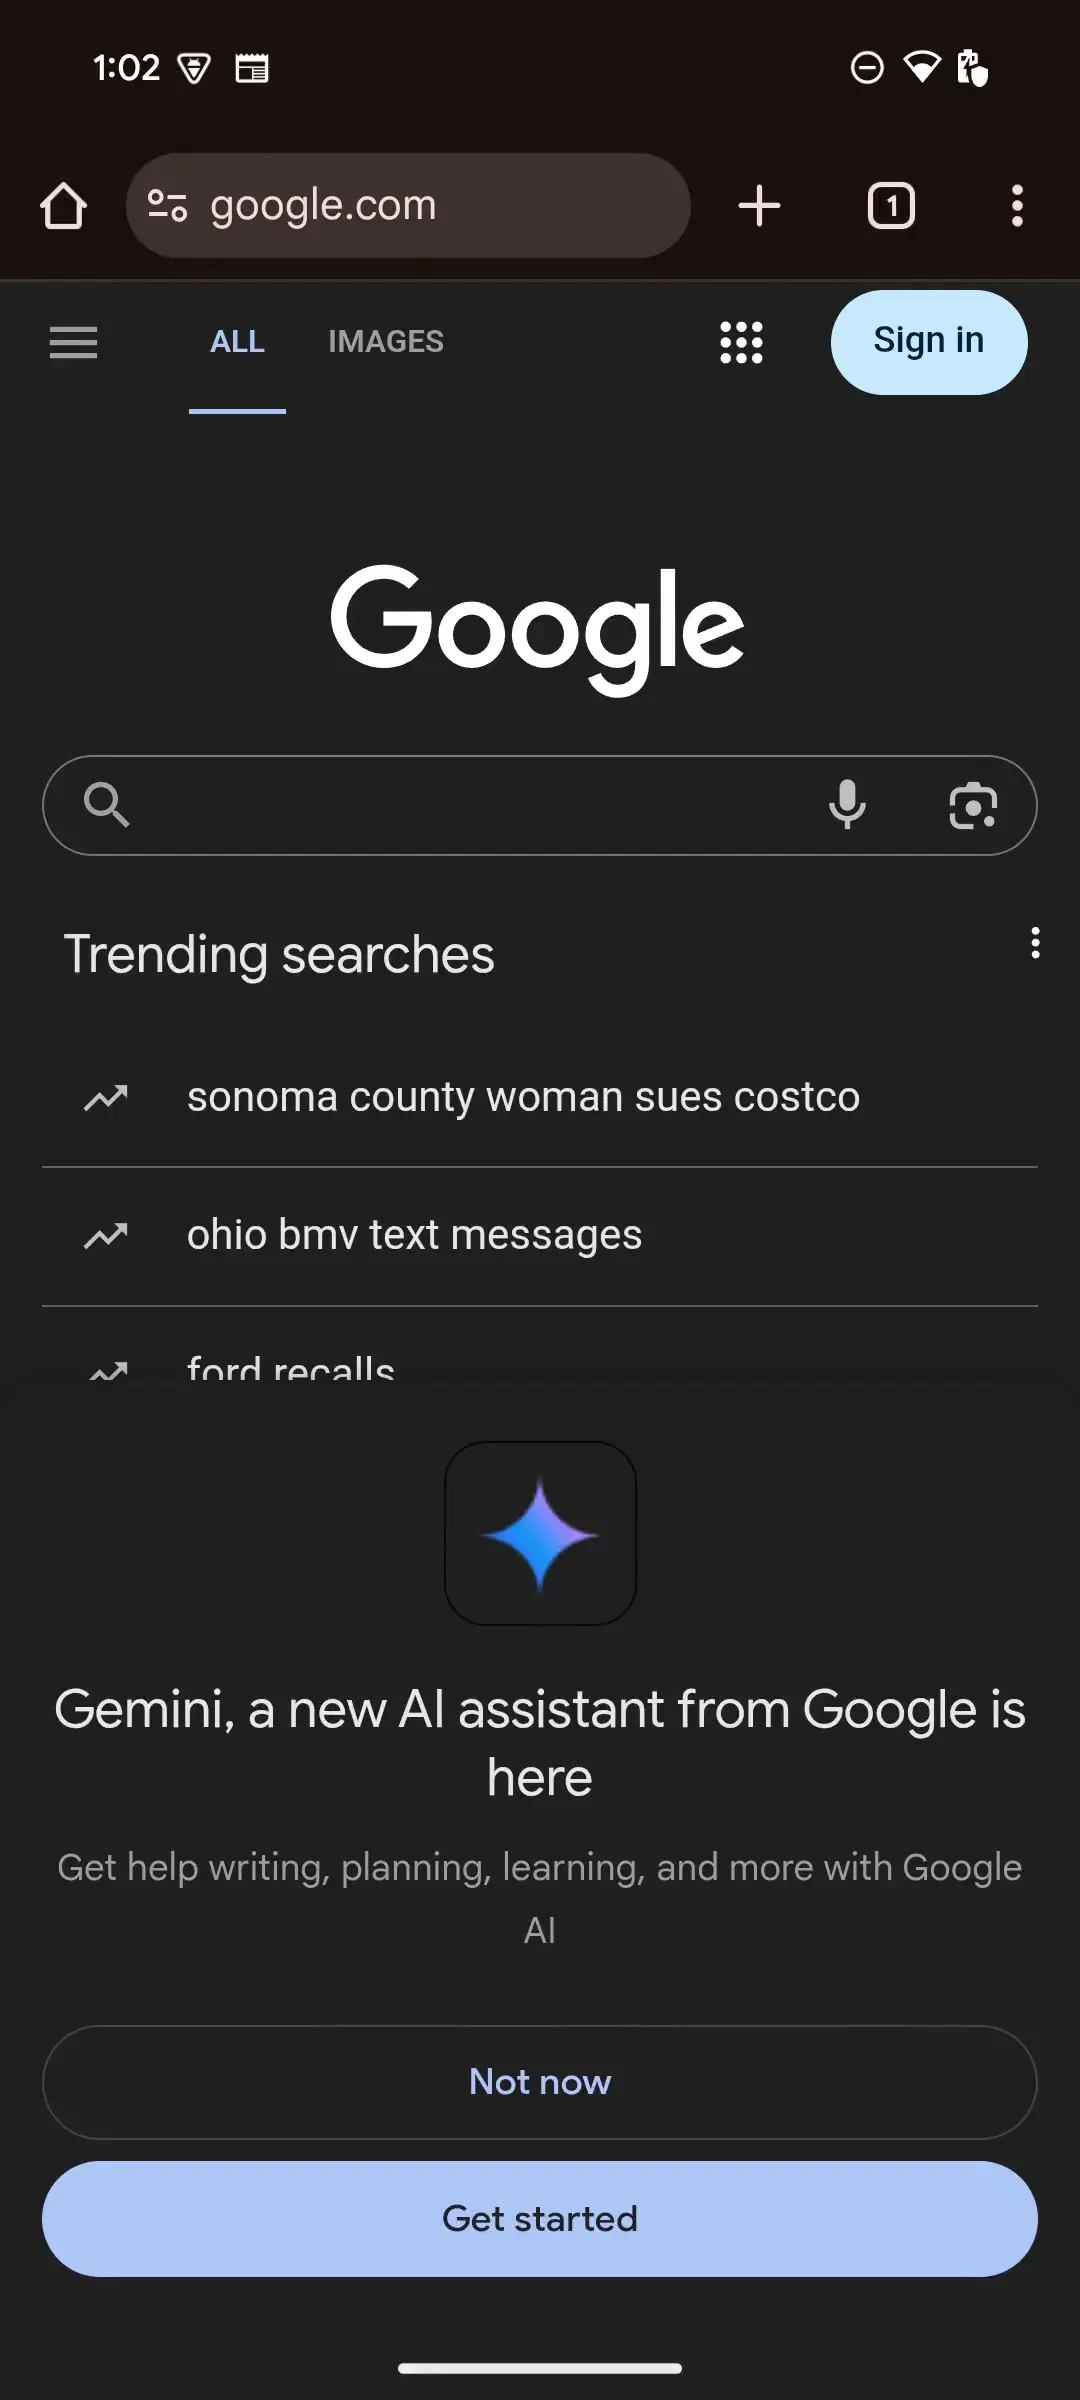 1:02
google.com
1
ALL IMAGES
Sign in
Google
Trending searches
sonoma county woman sues costco
ohio bmv text messages
ford recalls
Gemini, a new AI assistant from Google is
here
Get help writing, planning, learning, and more with Google
AI
Not now
Get started